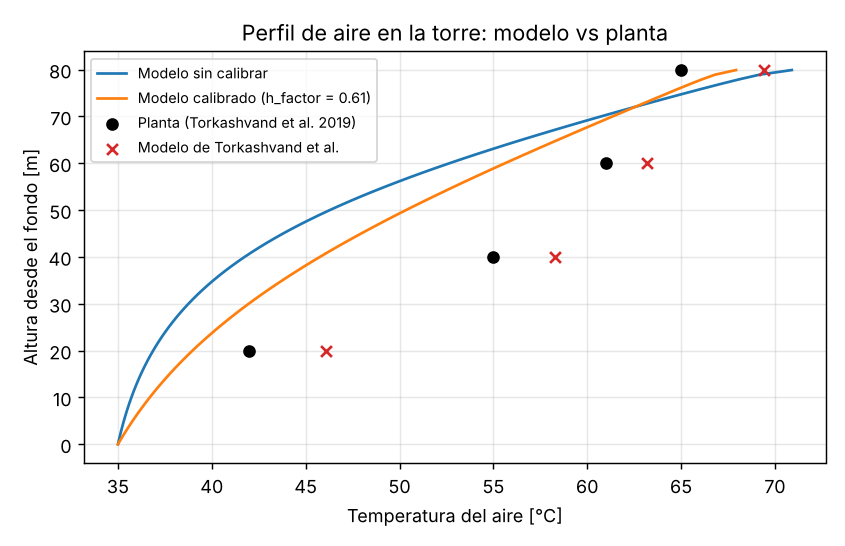 Perfil de aire en la torre: modelo vs planta
Modelo sin calibrar
Modelo calibrado (h_factor = 0.61)
Planta (Torkashvand et al. 2019)
Modelo de Torkashvand et al.
Altura desde el fondo [m]
80
70
60
50
40
30
20
10
0
35 40 45 50 55 60 65 70
Temperatura del aire [°C]